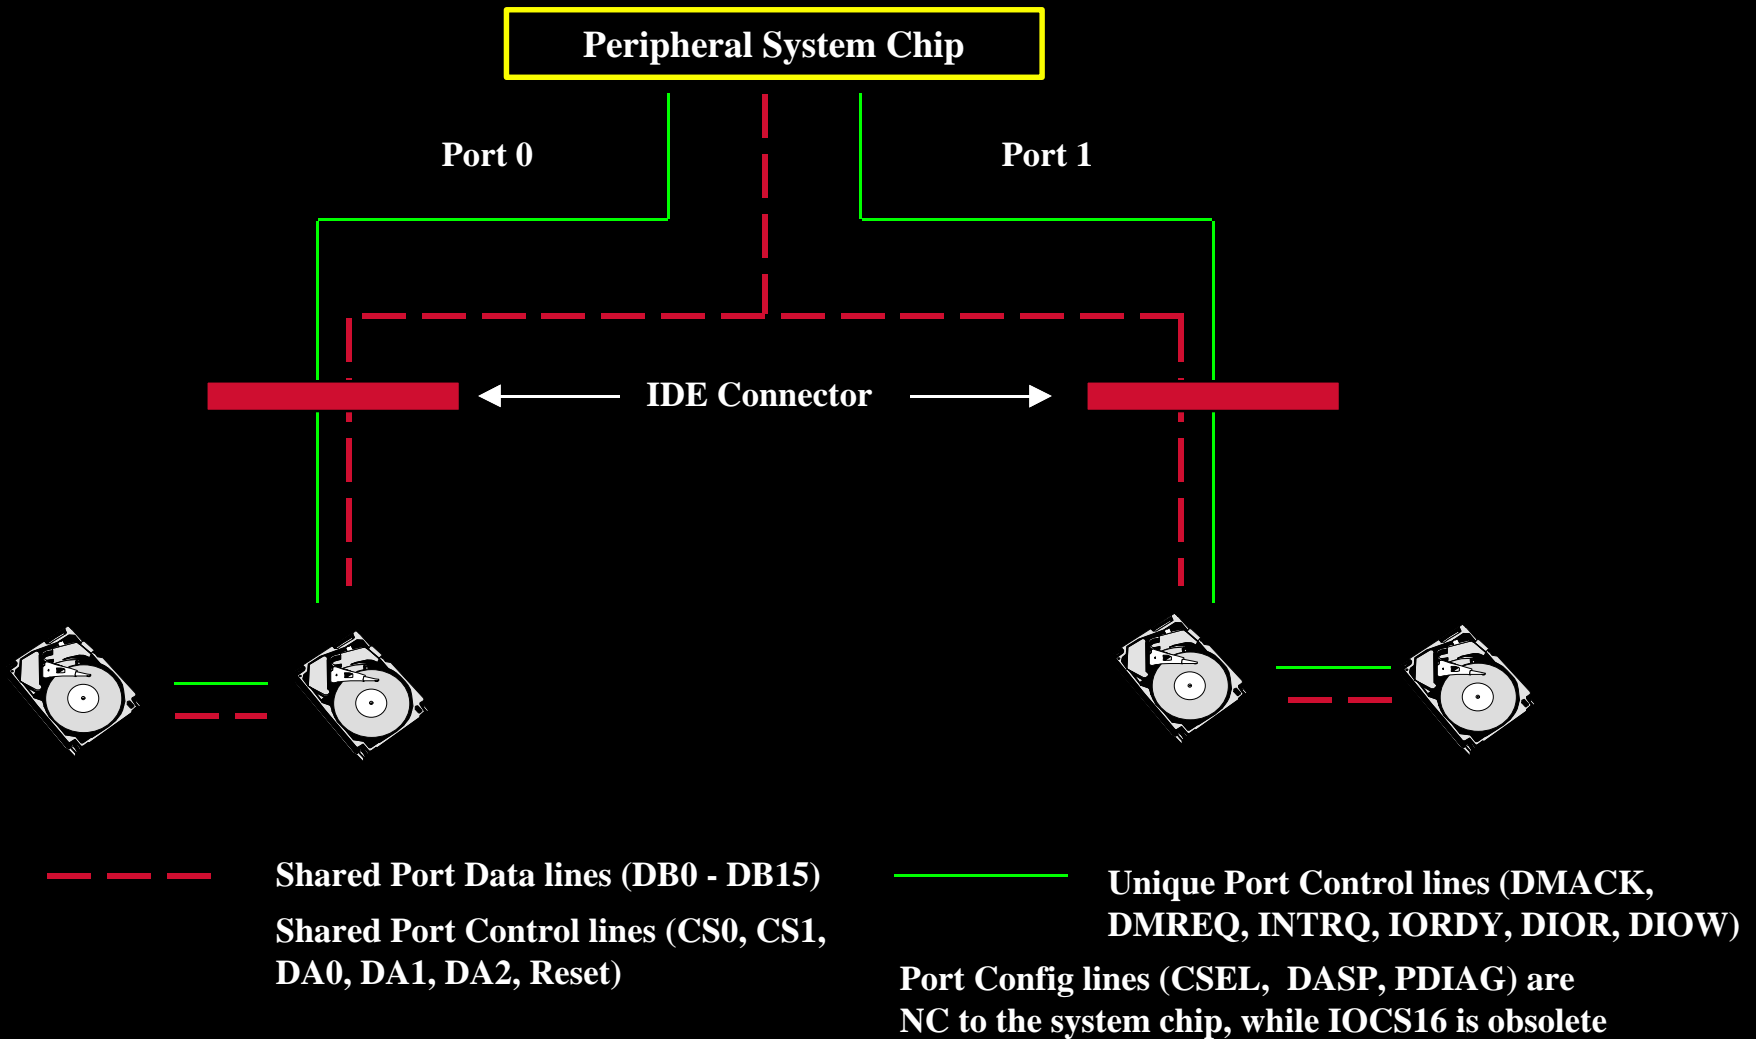 Peripheral System Chip
Port 0
Port 1
IDE Connector
Shared Port Data lines (DB0 - DB15)
Shared Port Control lines (CS0, CS1,
DA0, DA1, DA2, Reset)
Unique Port Control lines (DMACK,
DMREQ, INTRQ, IORDY, DIOR, DIOW)
Port Config lines (CSEL, DASP, PDIAG) are
NC to the system chip, while IOCS16 is obsolete